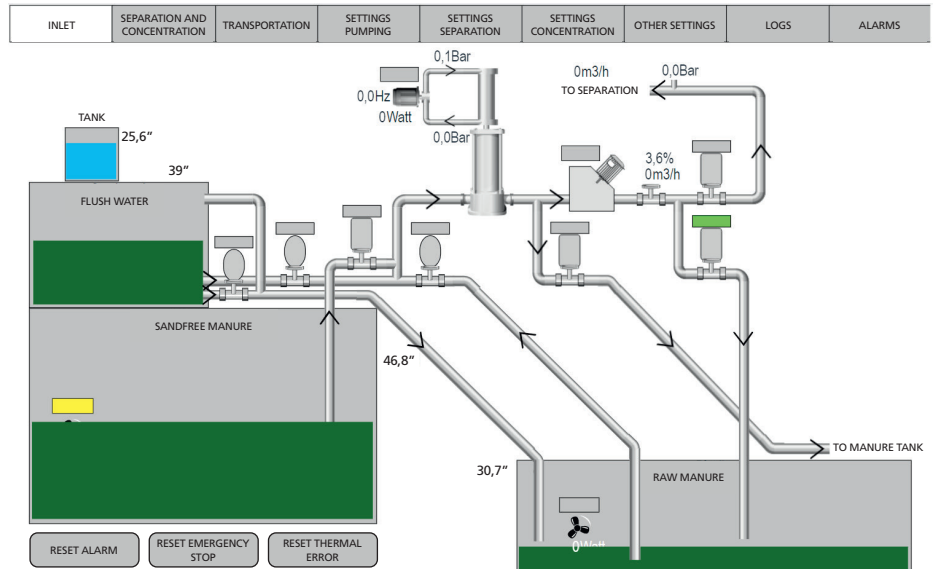 INLET
SEPARATION AND
CONCENTRATION
TRANSPORTATION
SETTINGS
PUMPING
SETTINGS
SEPARATION
SETTINGS
CONCENTRATION
OTHER SETTINGS
LOGS
ALARMS
0,1Bar
0,0Hz
0Watt
0,0Bar
0m3/h
0,0Bar
TO SEPARATION
TANK
25,6"
39"
FLUSH WATER
3,6%
0m3/h
SANDFREE MANURE
46,8"
30,7"
TO MANURE TANK
RAW MANURE
0Watt
RESET ALARM
RESET EMERGENCY
STOP
RESET THERMAL
ERROR